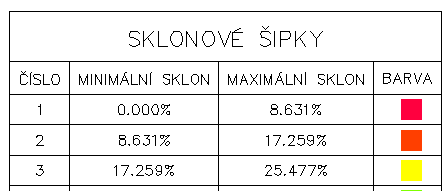 SKLONOVÉ ŠIPKY
ČÍSLO MINIMÁLNÍ SKLON MAXIMÁLNÍ SKLON BARVA
1 0.000% 8.631%
2 8.631% 17.259%
3 17.259% 25.477%